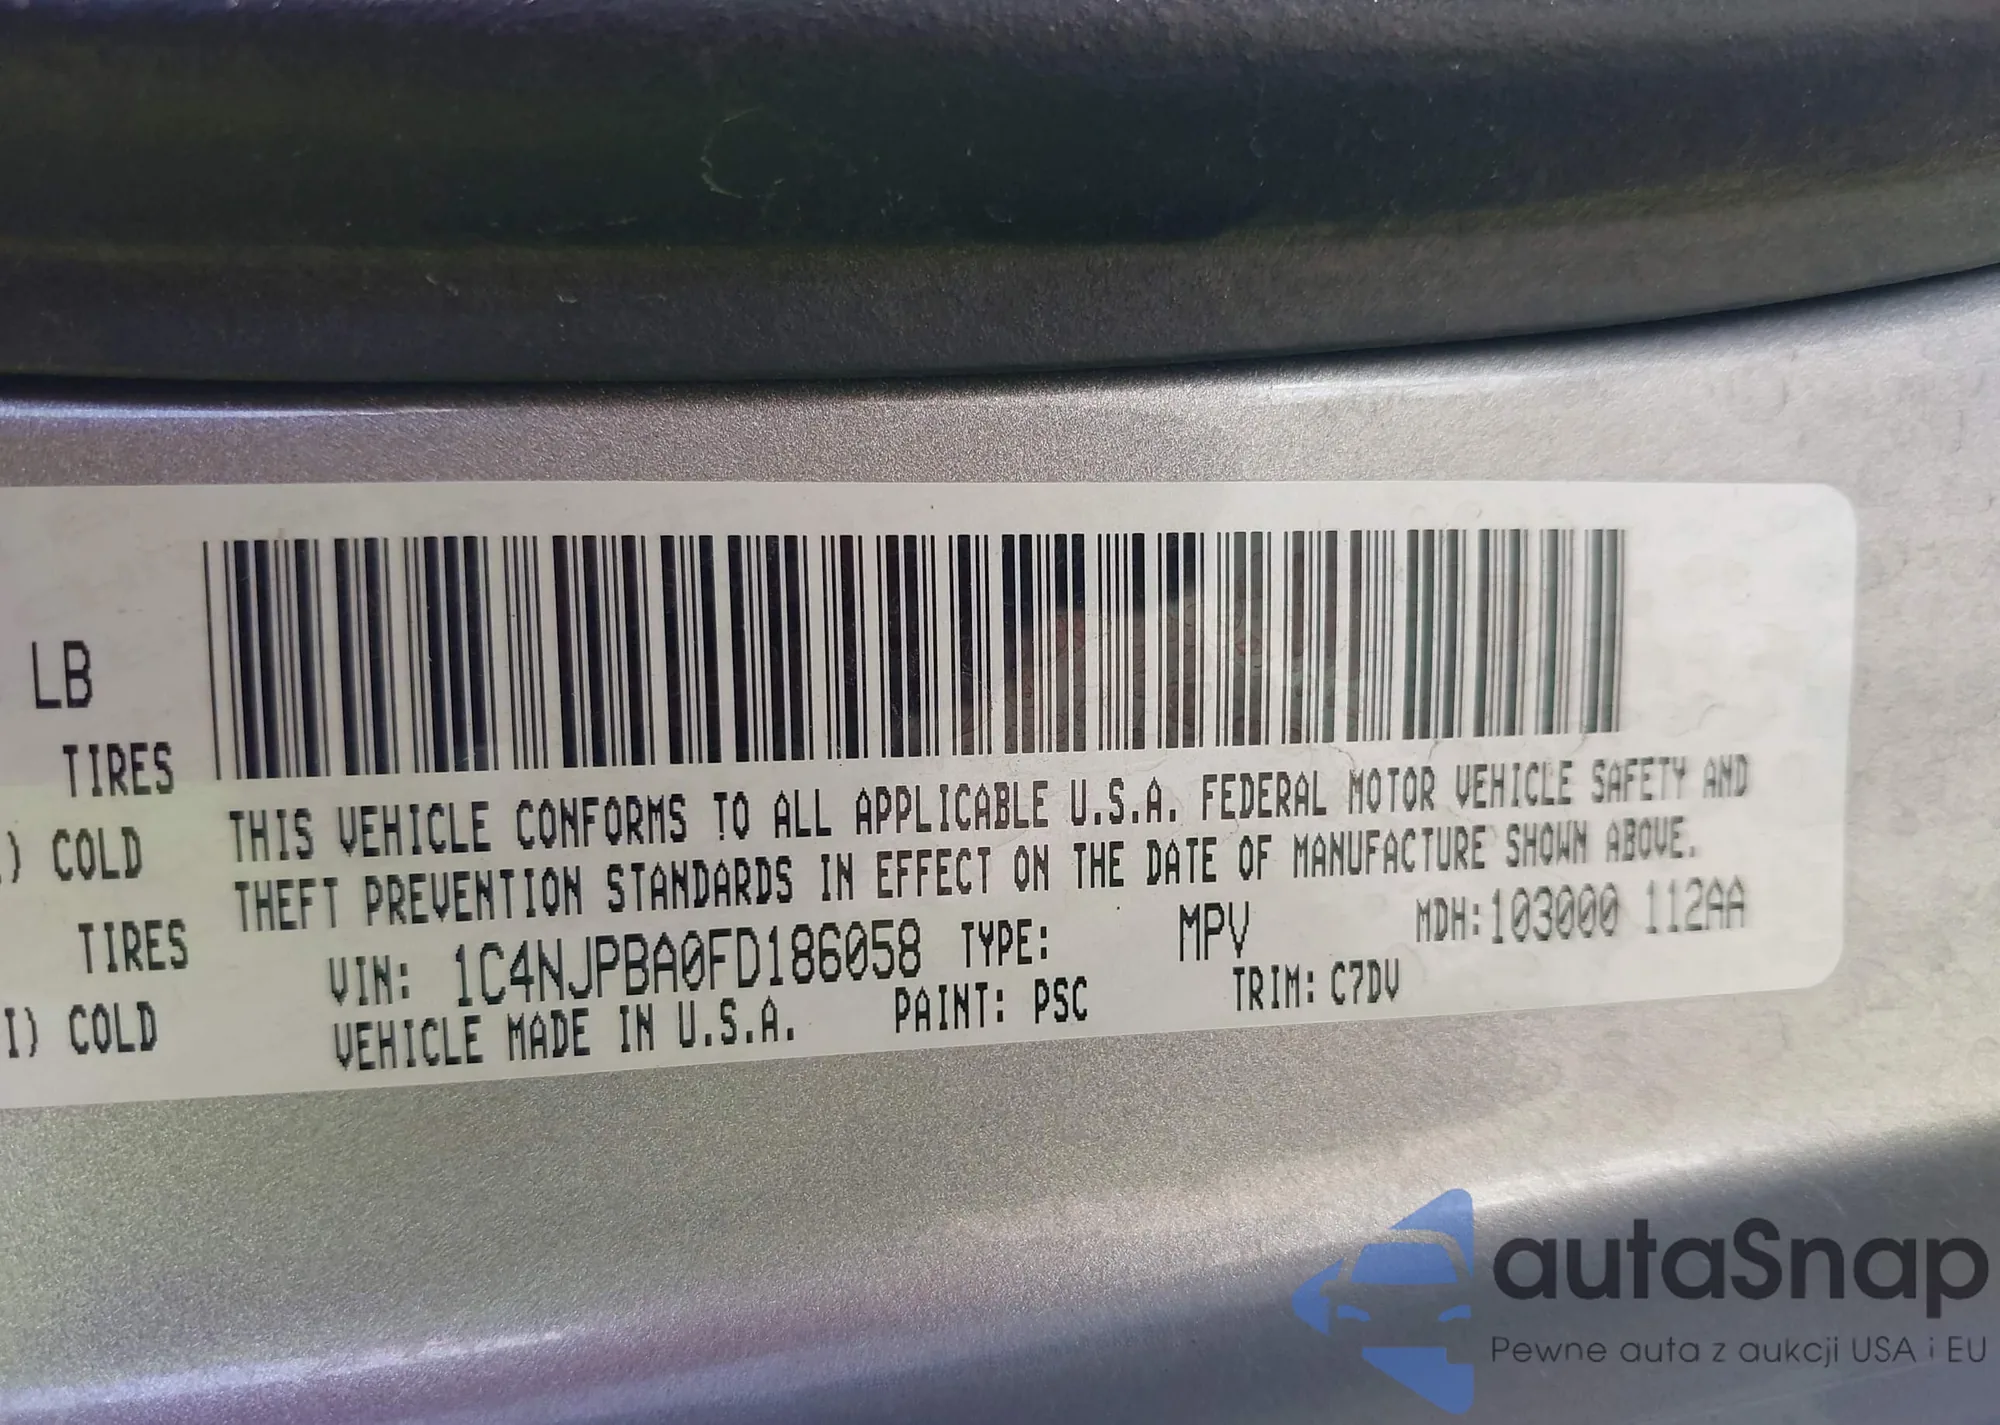 LB
TIRES
) COLD
TIRES
I) COLD
THIS VEHICLE CONFORMS TO ALL APPLICABLE U.S.A. FEDERAL MOTOR VEHICLE SAFETY AND
THEFT PREVENTION STANDARDS IN EFFECT ON THE DATE OF MANUFACTURE SHOWN ABOVE.
VIN: 1C4NJPBA0FD186058 TYPE: MPV MDH:103000 112AA
VEHICLE MADE IN U.S.A. PAINT: PSC TRIM: C7DV
autaSnap
Pewne auta z aukcji USA i EU